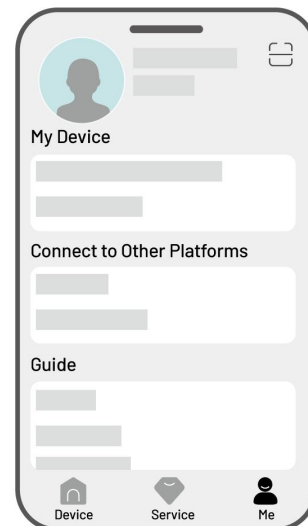 My Device
Connect to Other Platforms
Guide
Device
Service
Me